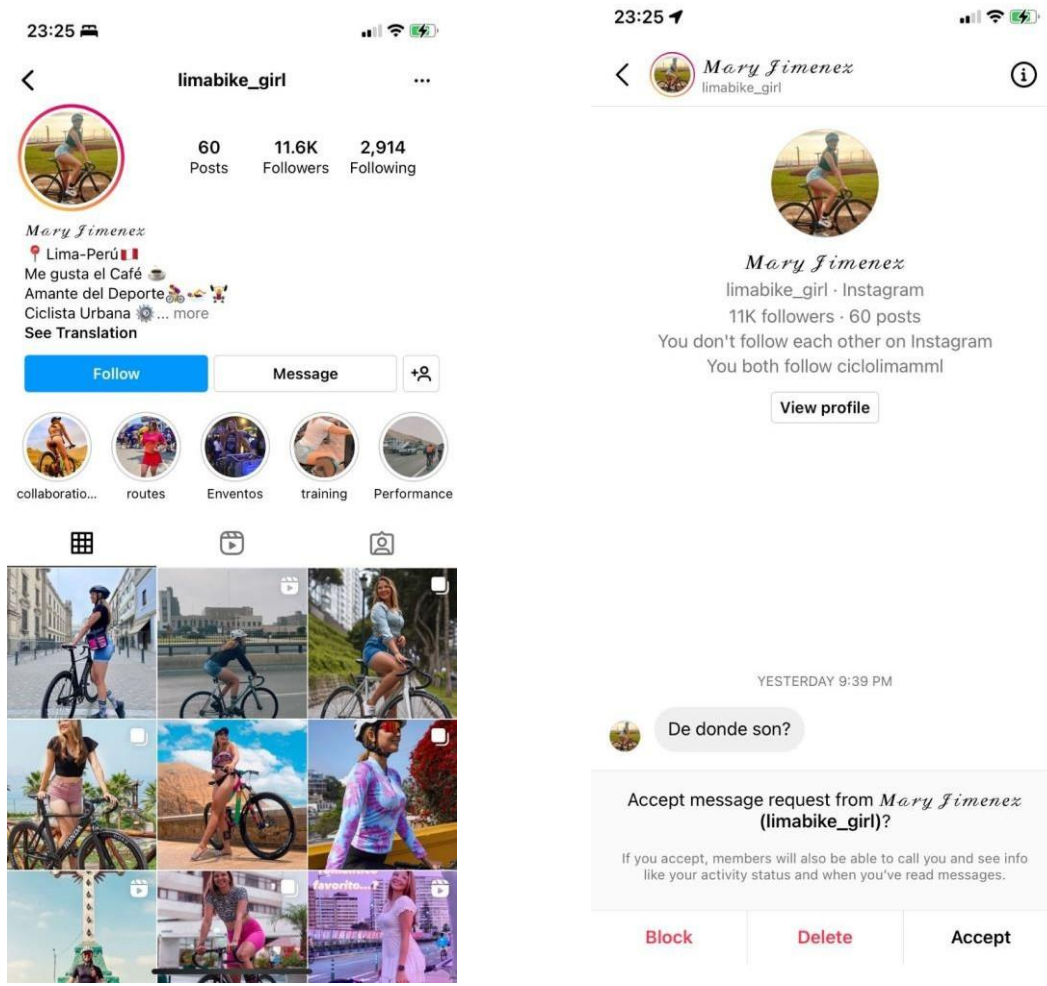 23:25
limabike_girl
60
11.6K
2,914
Posts
Followers
Following
Mary Jimenez
Lima-Perú
Me gusta el Café
Amante del Deporte
Ciclista Urbana ... more
See Translation
Follow
Message
collaboratio...
routes
Enventos
training
Performance
favorito...?
23:25
Mary Jimenez
limabike_girl
Mary Jimenez
limabike_girl · Instagram
11K followers · 60 posts
You don't follow each other on Instagram
You both follow ciclolimamml
View profile
YESTERDAY 9:39 PM
De donde son?
Accept message request from Mary Jimenez
(limabike_girl)?
If you accept, members will also be able to call you and see info
like your activity status and when you've read messages.
Block
Delete
Accept